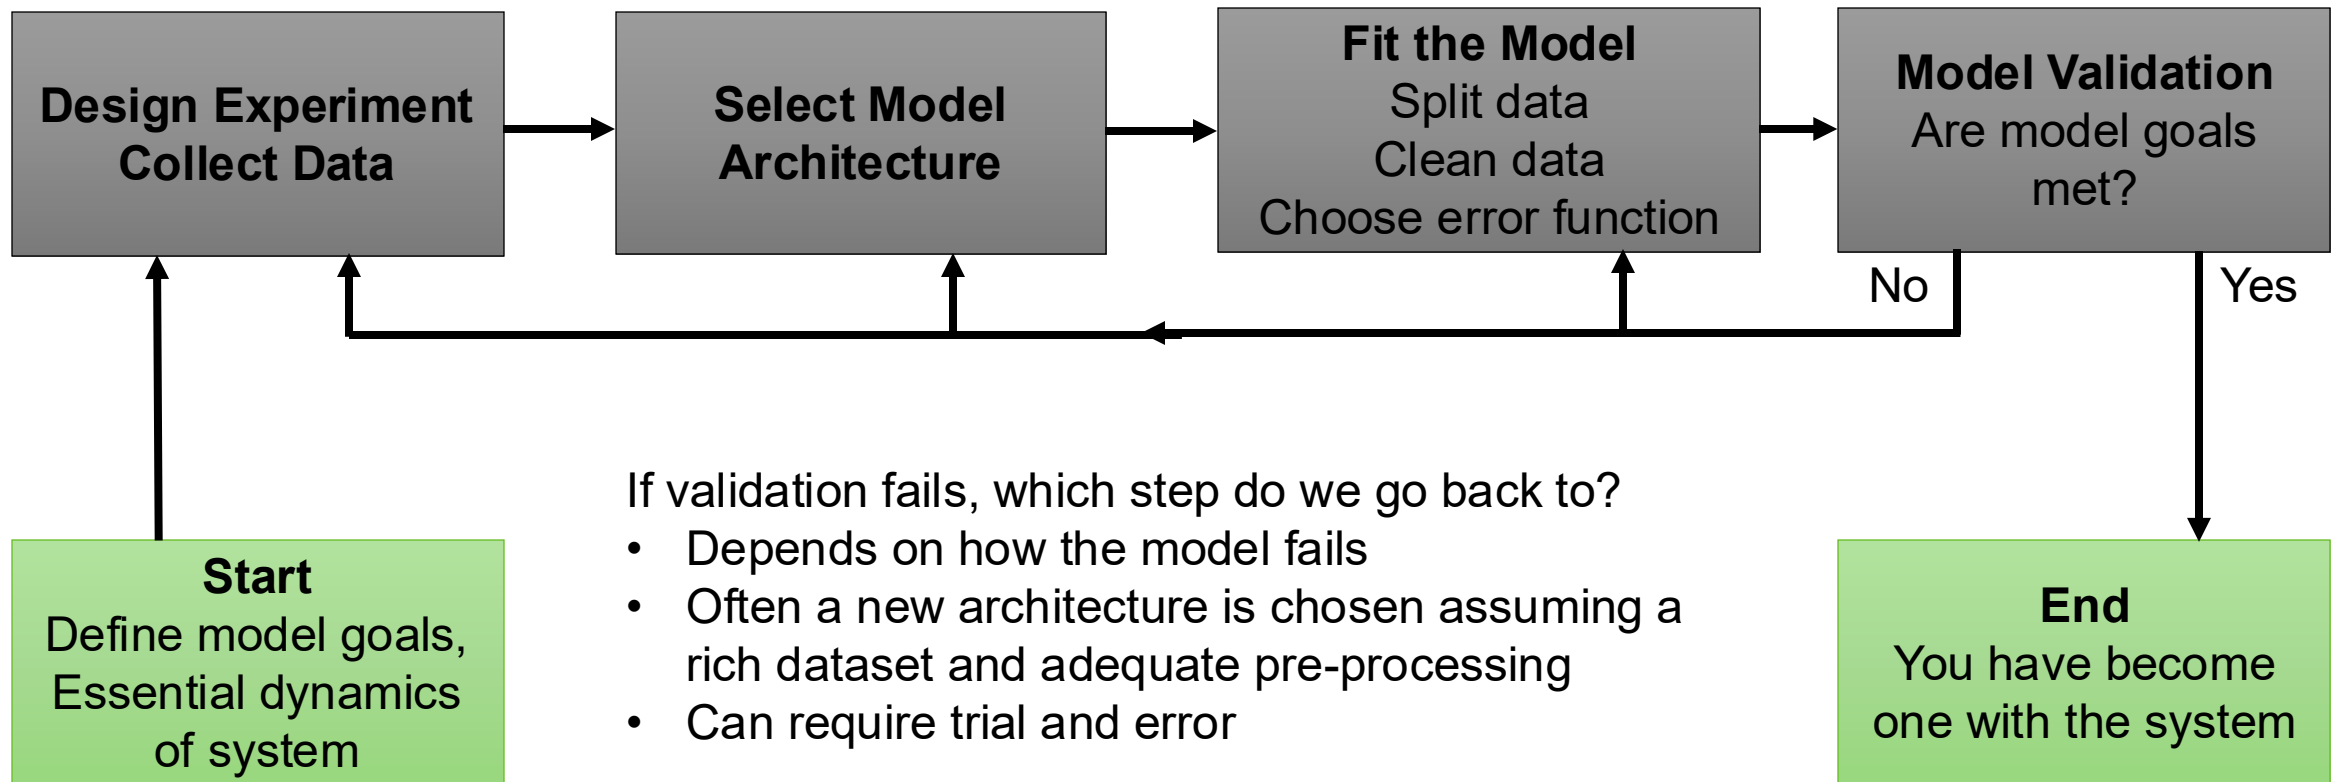 Design Experiment
Collect Data
Select Model
Architecture
Fit the Model
Split data
Clean data
Choose error function
Model Validation
Are model goals
met?
No
Yes
If validation fails, which step do we go back to?
• Depends on how the model fails
• Often a new architecture is chosen assuming a
rich dataset and adequate pre-processing
• Can require trial and error
Start
Define model goals,
Essential dynamics
of system
End
You have become
one with the system